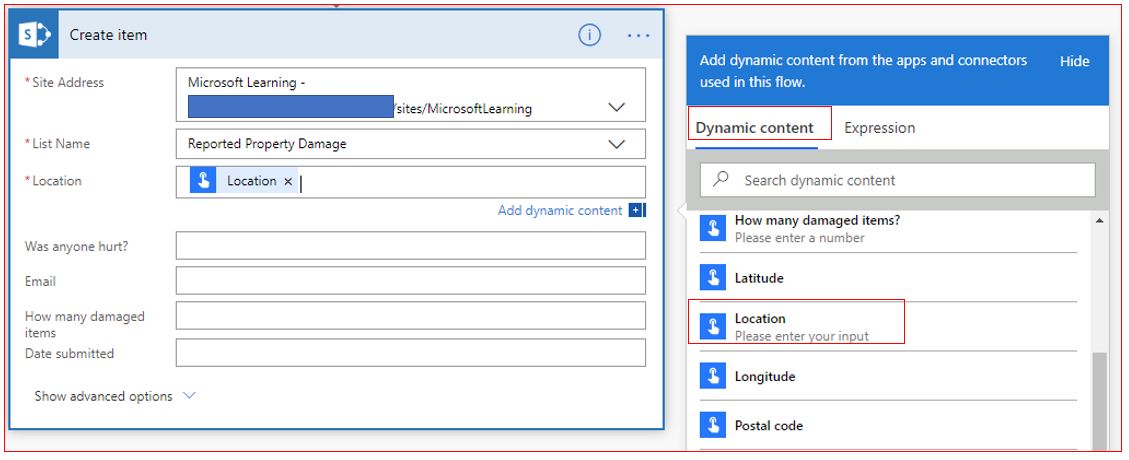 Create item
* Site Address
Microsoft Learning -
/sites/MicrosoftLearning
* List Name
Reported Property Damage
* Location
Location ×
Add dynamic content
Was anyone hurt?
Email
How many damaged
items
Date submitted
Show advanced options
Add dynamic content from the apps and connectors
used in this flow.
Hide
Dynamic content
Expression
Search dynamic content
How many damaged items?
Please enter a number
Latitude
Location
Please enter your input
Longitude
Postal code